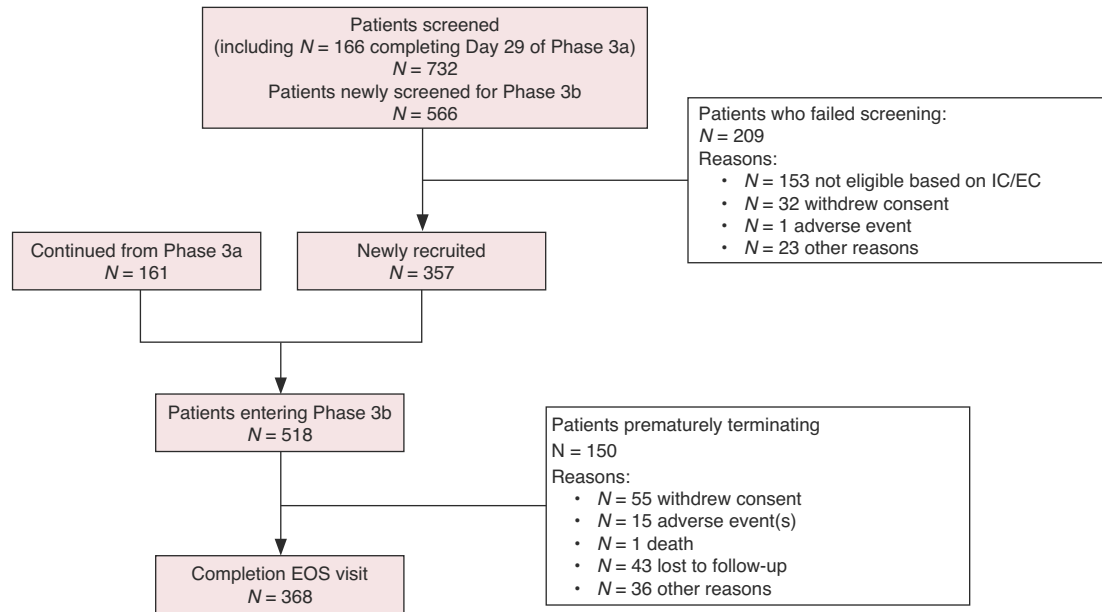 Patients screened
(including N = 166 completing Day 29 of Phase 3a)
N = 732
Patients newly screened for Phase 3b
N = 566
Patients who failed screening:
N = 209
Reasons:
• N = 153 not eligible based on IC/EC
• N = 32 withdrew consent
• N = 1 adverse event
• N = 23 other reasons
Continued from Phase 3a
N = 161
Newly recruited
N = 357
Patients entering Phase 3b
N = 518
Patients prematurely terminating
N = 150
Reasons:
• N = 55 withdrew consent
• N = 15 adverse event(s)
• N = 1 death
• N = 43 lost to follow-up
• N = 36 other reasons
Completion EOS visit
N = 368